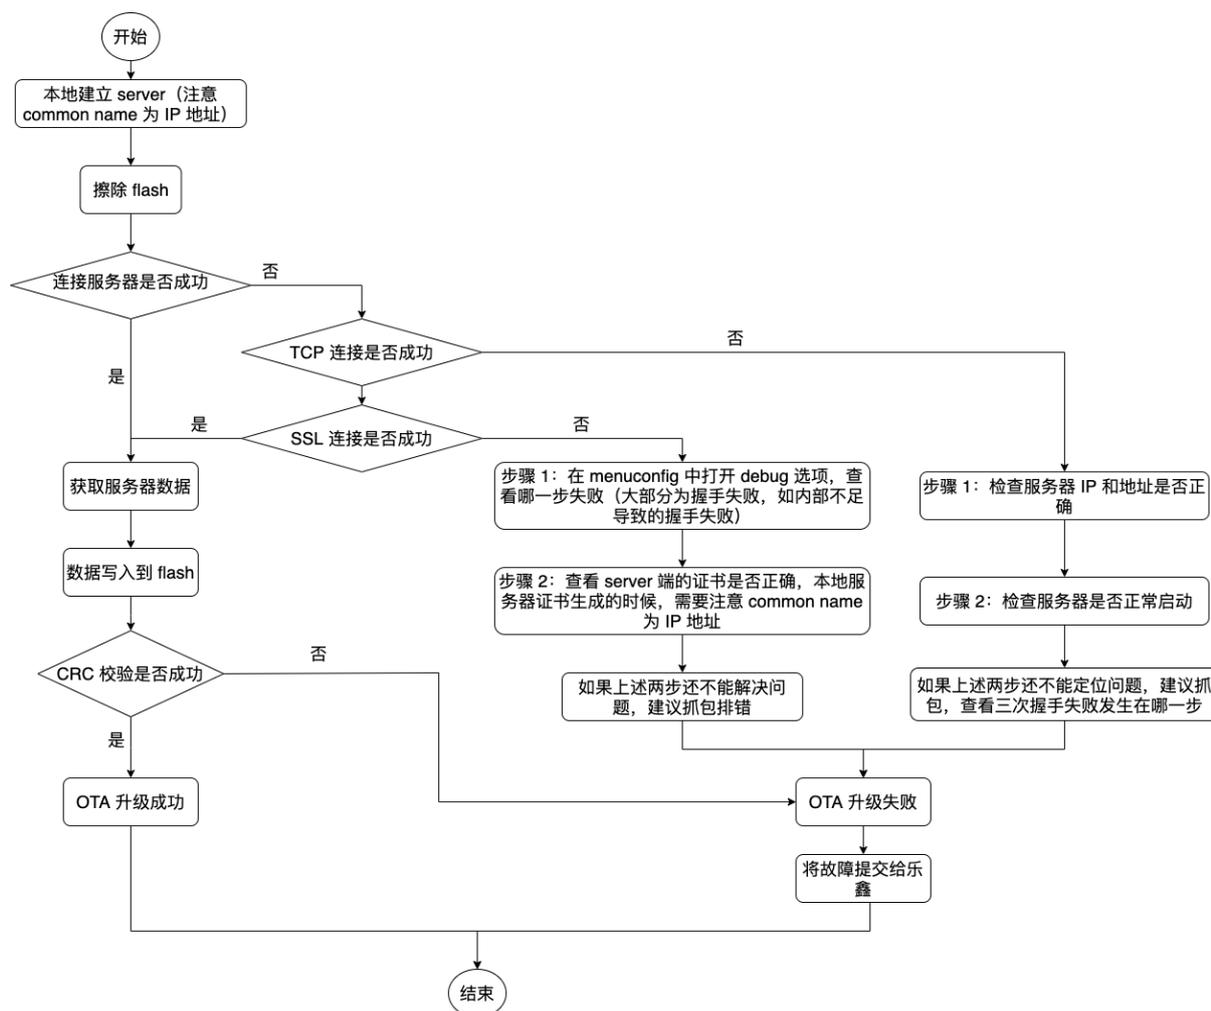 开始
本地建立 server（注意
common name 为 IP 地址）
擦除 flash
连接服务器是否成功
否
TCP 连接是否成功
否
是
是
SSL 连接是否成功
否
获取服务器数据
步骤 1：在 menuconfig 中打开 debug 选项，查
看哪一步失败（大部分为握手失败，如内部不足
导致的握手失败）
步骤 1：检查服务器 IP 和地址是否正
确
数据写入到 flash
步骤 2：查看 server 端的证书是否正确，本地服
务器证书生成的时候，需要注意 common name
为 IP 地址
步骤 2：检查服务器是否正常启动
CRC 校验是否成功
否
如果上述两步还不能解决问
题，建议抓包排错
如果上述两步还不能定位问题，建议抓
包，查看三次握手失败发生在哪一步
是
OTA 升级成功
OTA 升级失败
将故障提交给乐
鑫
结束